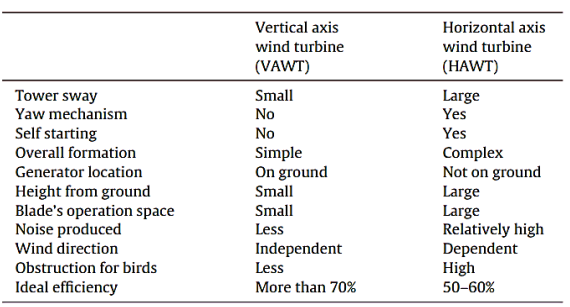 Vertical axis wind turbine (VAWT) Horizontal axis wind turbine (HAWT)
Tower sway Small Large
Yaw mechanism No Yes
Self starting No Yes
Overall formation Simple Complex
Generator location On ground Not on ground
Height from ground Small Large
Blade's operation space Small Large
Noise produced Less Relatively high
Wind direction Independent Dependent
Obstruction for birds Less High
Ideal efficiency More than 70% 50–60%